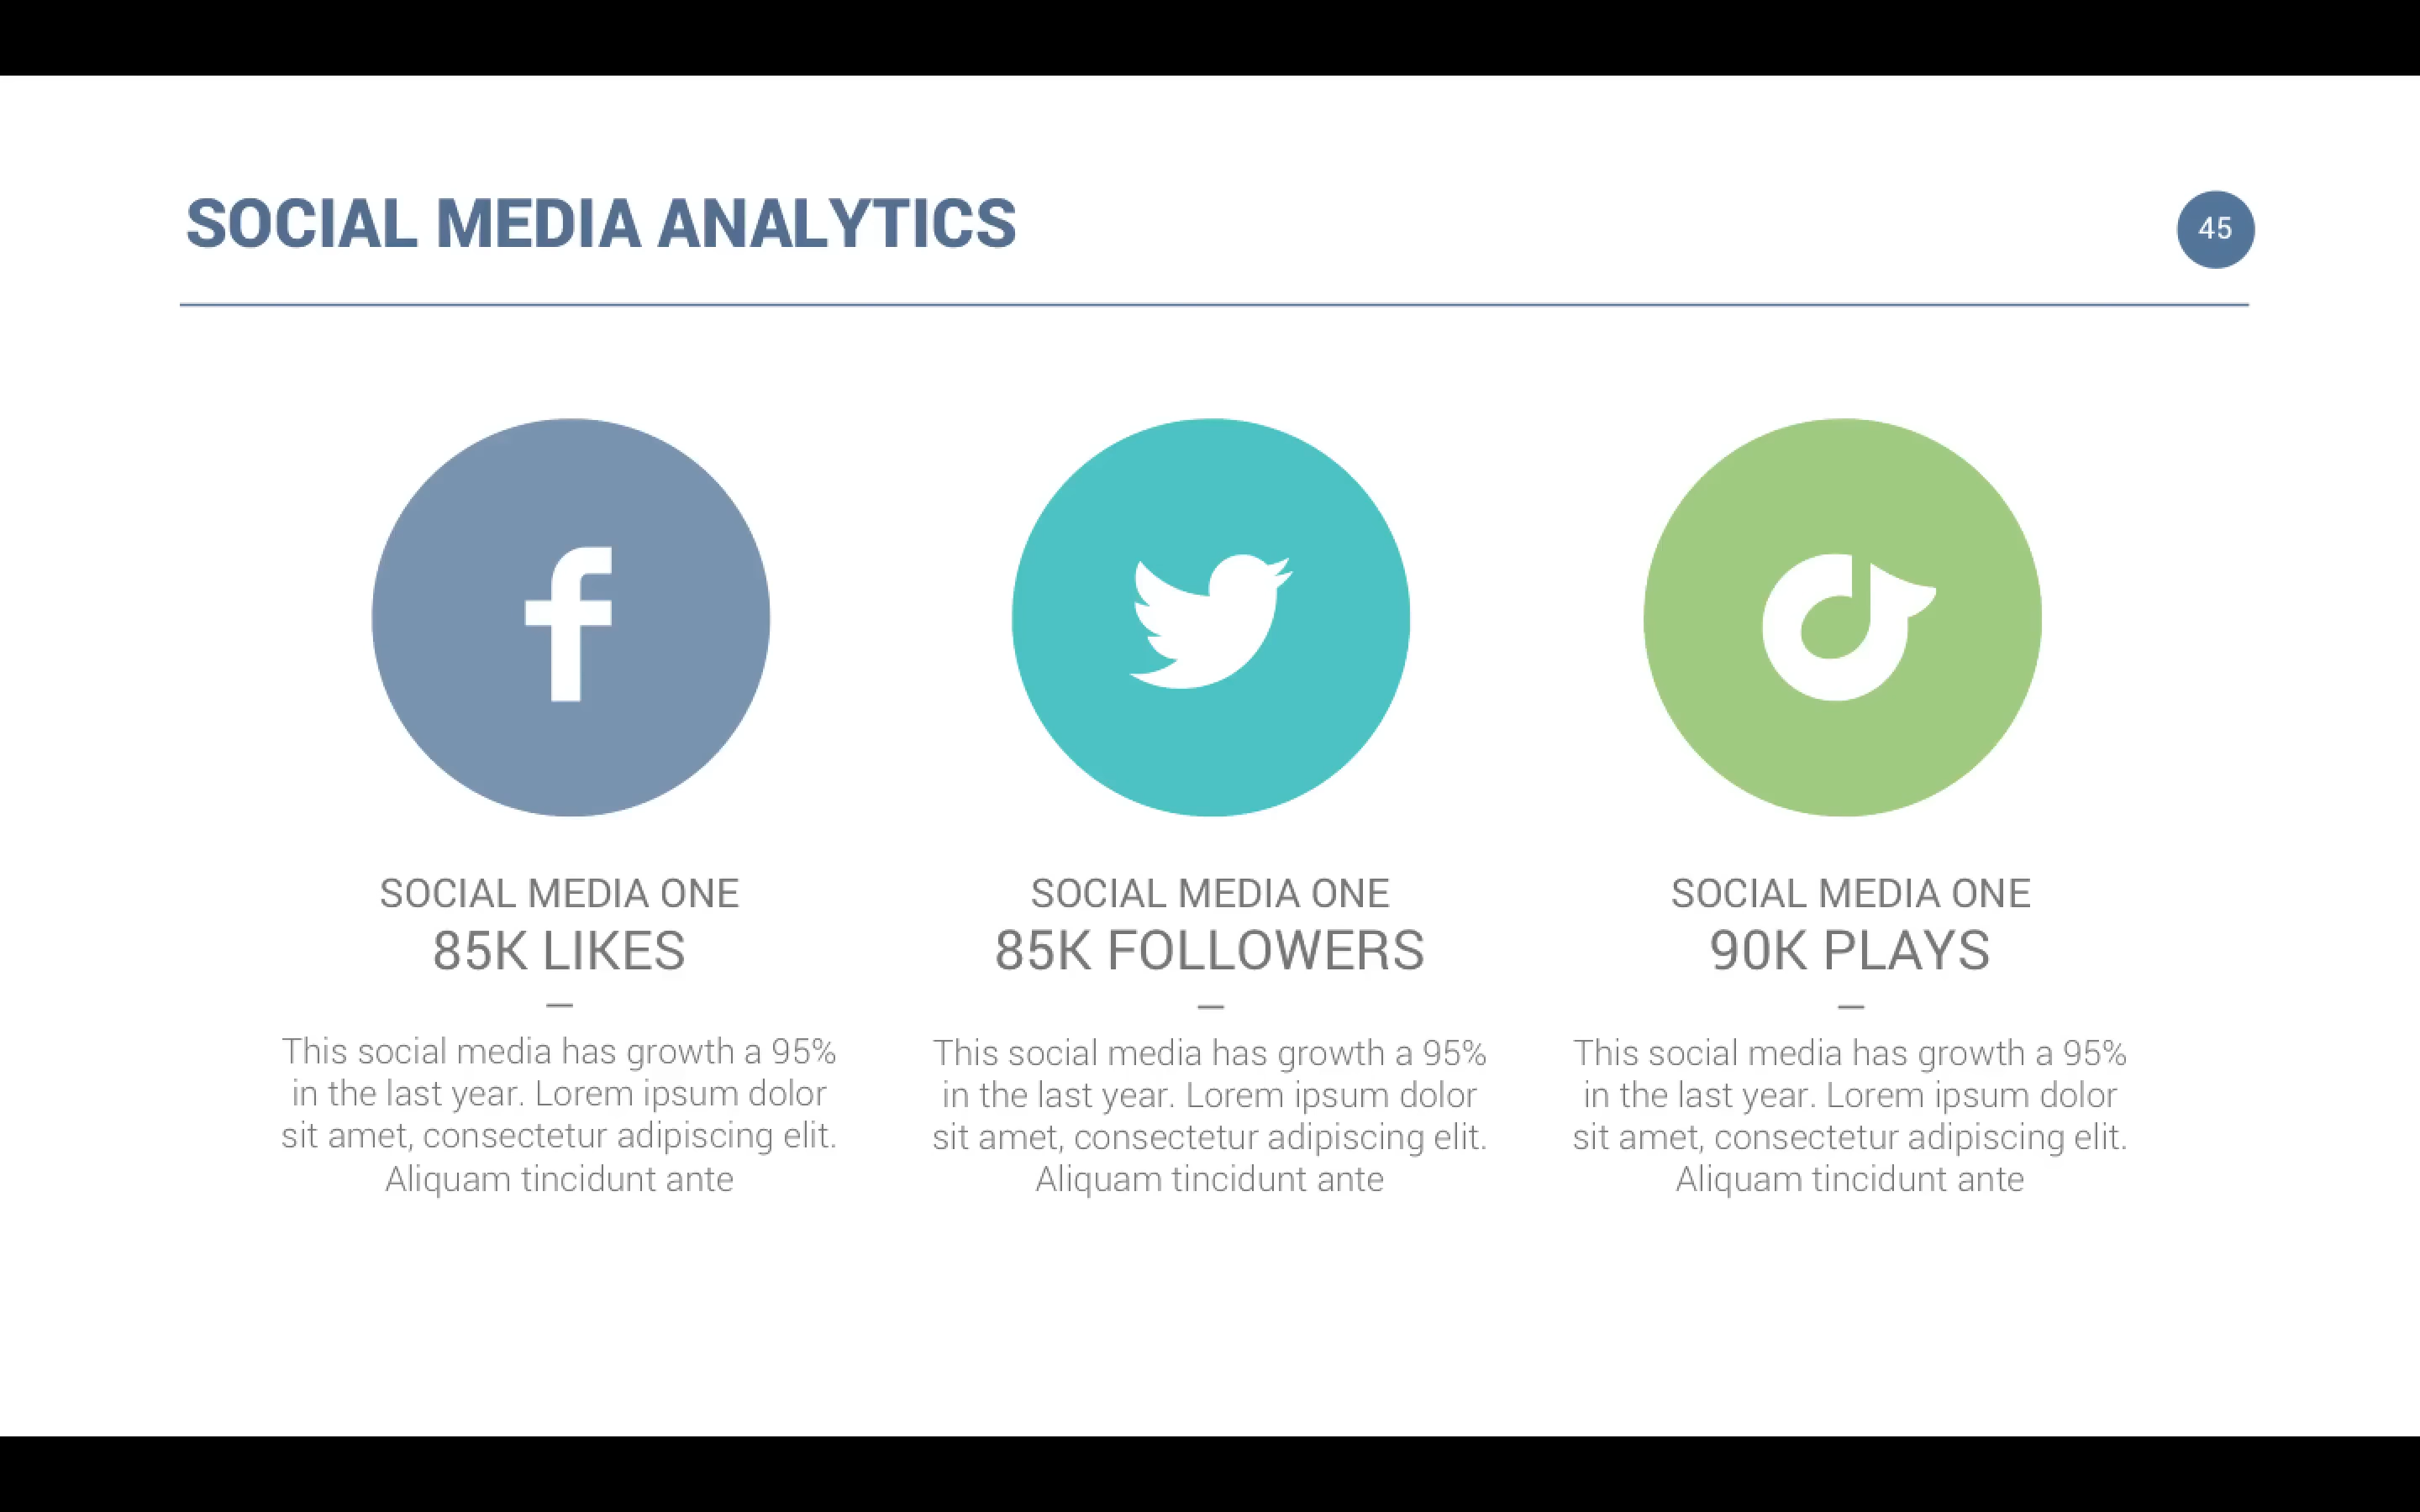 SOCIAL MEDIA ANALYTICS
45
SOCIAL MEDIA ONE
85K LIKES
This social media has growth a 95%
in the last year. Lorem ipsum dolor
sit amet, consectetur adipiscing elit.
Aliquam tincidunt ante
SOCIAL MEDIA ONE
85K FOLLOWERS
This social media has growth a 95%
in the last year. Lorem ipsum dolor
sit amet, consectetur adipiscing elit.
Aliquam tincidunt ante
SOCIAL MEDIA ONE
90K PLAYS
This social media has growth a 95%
in the last year. Lorem ipsum dolor
sit amet, consectetur adipiscing elit.
Aliquam tincidunt ante